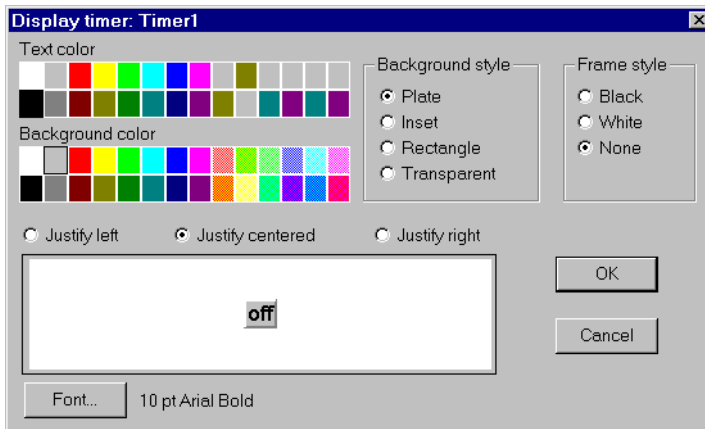 Display timer: Timer1
Text color
Background color
Background style
Plate
Inset
Rectangle
Transparent
Frame style
Black
White
None
Justify left
Justify centered
Justify right
off
OK
Cancel
Font...
10 pt Arial Bold